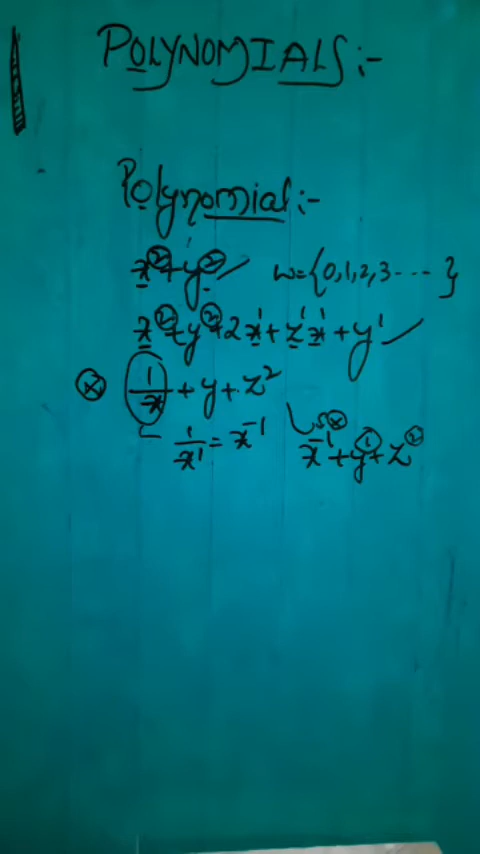 POLYNOMIALS:-
Polynomial:-
x² + y² ✓ w = {0,1,2,3 ---- }
x² + y² + 2x¹ + z¹x¹ + y¹ ✓
ⓧ 1/x + y + z²
1/x¹ = x⁻¹ ↳ ⓧ x⁻¹ + y¹ + z²